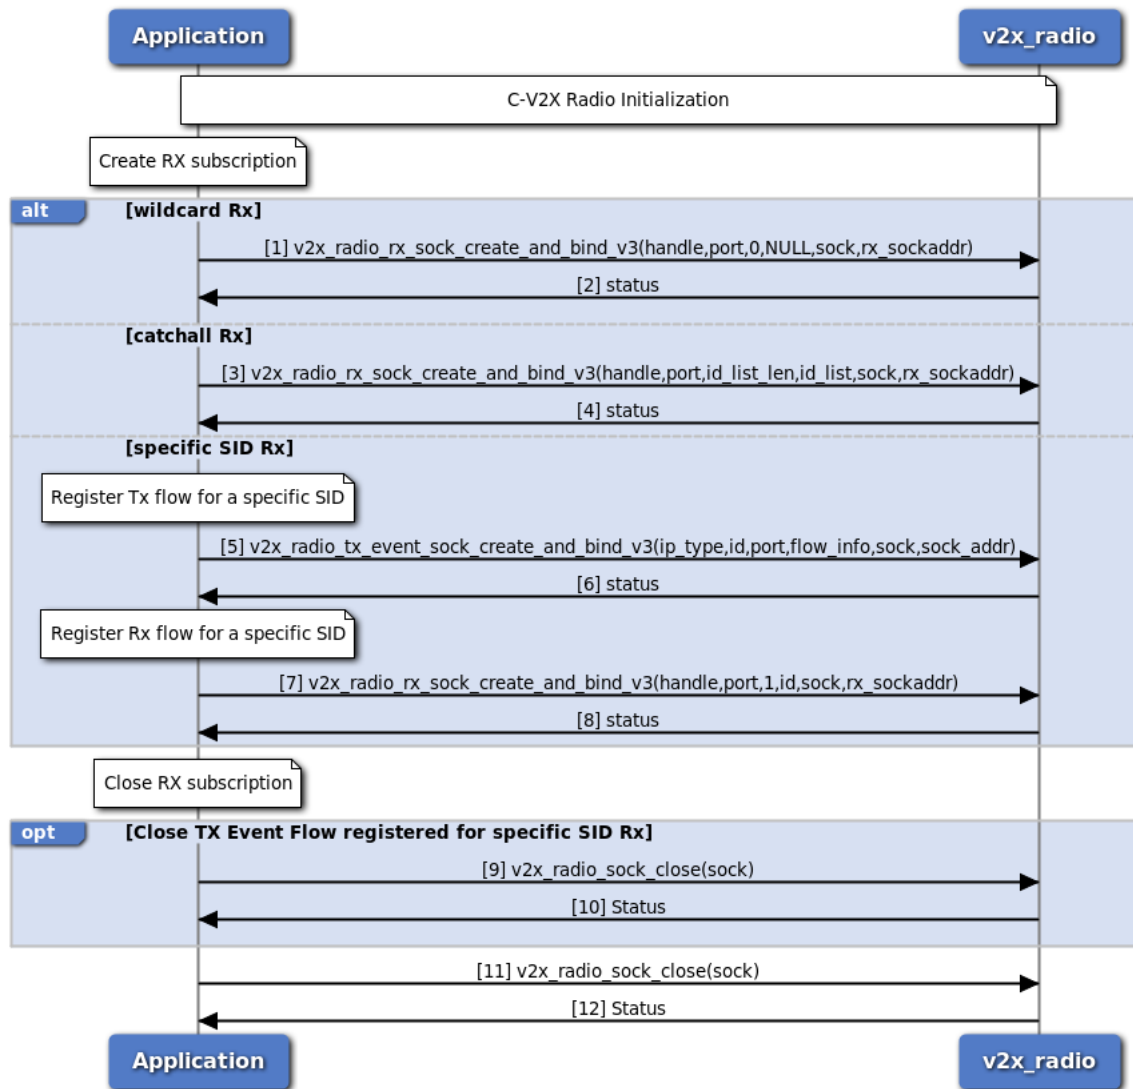 Application
v2x_radio
C-V2X Radio Initialization
Create RX subscription
alt
[wildcard Rx]
[1] v2x_radio_rx_sock_create_and_bind_v3(handle,port,0,NULL,sock,rx_sockaddr)
[2] status
[catchall Rx]
[3] v2x_radio_rx_sock_create_and_bind_v3(handle,port,id_list_len,id_list,sock,rx_sockaddr)
[4] status
[specific SID Rx]
Register Tx flow for a specific SID
[5] v2x_radio_tx_event_sock_create_and_bind_v3(ip_type,id,port,flow_info,sock,sock_addr)
[6] status
Register Rx flow for a specific SID
[7] v2x_radio_rx_sock_create_and_bind_v3(handle,port,1,id,sock,rx_sockaddr)
[8] status
Close RX subscription
opt
[Close TX Event Flow registered for specific SID Rx]
[9] v2x_radio_sock_close(sock)
[10] Status
[11] v2x_radio_sock_close(sock)
[12] Status
Application
v2x_radio